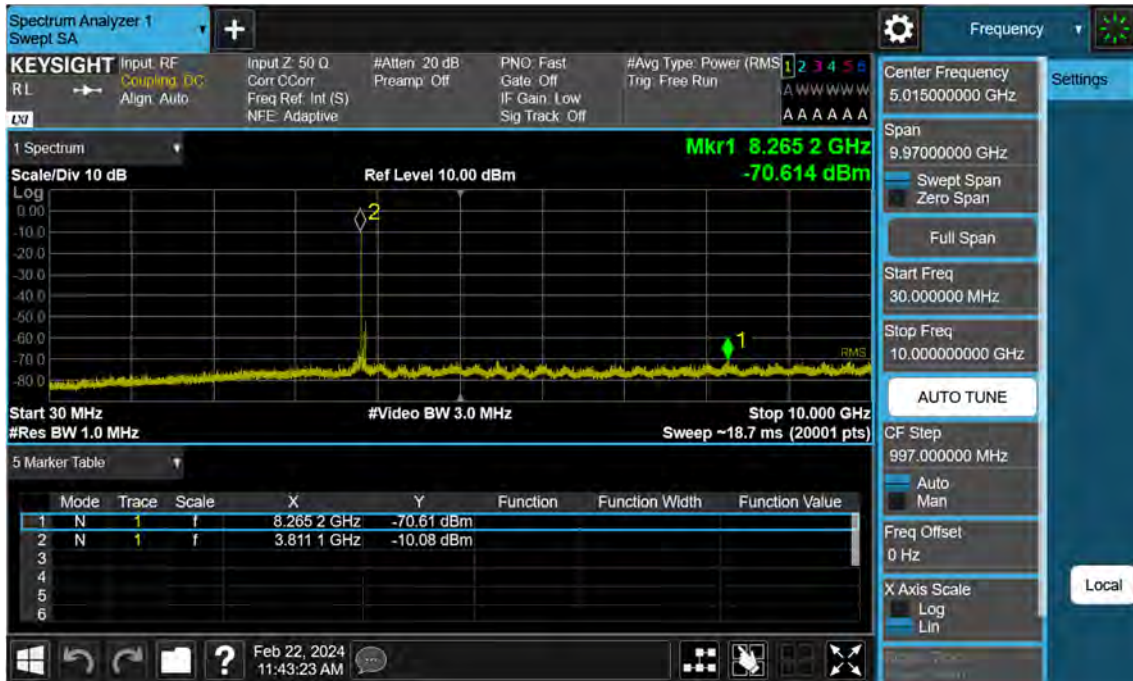 Spectrum Analyzer 1
Swept SA
Frequency
KEYSIGHT
RL
LXI
Input: RF
Coupling: DC
Align: Auto
Input Z: 50 Ω
Corr CCorr
Freq Ref: Int (S)
NFE: Adaptive
#Atten: 20 dB
Preamp: Off
PNO: Fast
Gate: Off
IF Gain: Low
Sig Track: Off
#Avg Type: Power (RMS
Trig: Free Run
1 2 3 4 5 6
A W W W W W
A A A A A A
Center Frequency
5.015000000 GHz
Settings
1 Spectrum
Mkr1 8.265 2 GHz
Scale/Div 10 dB
Ref Level 10.00 dBm
-70.614 dBm
Log
0.00
-10.0
-20.0
-30.0
-40.0
-50.0
-60.0
-70.0
-80.0
2
1
RMS
Start 30 MHz
#Video BW 3.0 MHz
Stop 10.000 GHz
#Res BW 1.0 MHz
Sweep ~18.7 ms (20001 pts)
Span
9.97000000 GHz
Swept Span
Zero Span
Full Span
Start Freq
30.000000 MHz
Stop Freq
10.000000000 GHz
AUTO TUNE
CF Step
997.000000 MHz
Auto
Man
Freq Offset
0 Hz
X Axis Scale
Log
Lin
Local
5 Marker Table
Mode Trace Scale X Y Function Function Width Function Value
1 N 1 f 8.265 2 GHz -70.61 dBm
2 N 1 f 3.811 1 GHz -10.08 dBm
3
4
5
6
Feb 22, 2024
11:43:23 AM